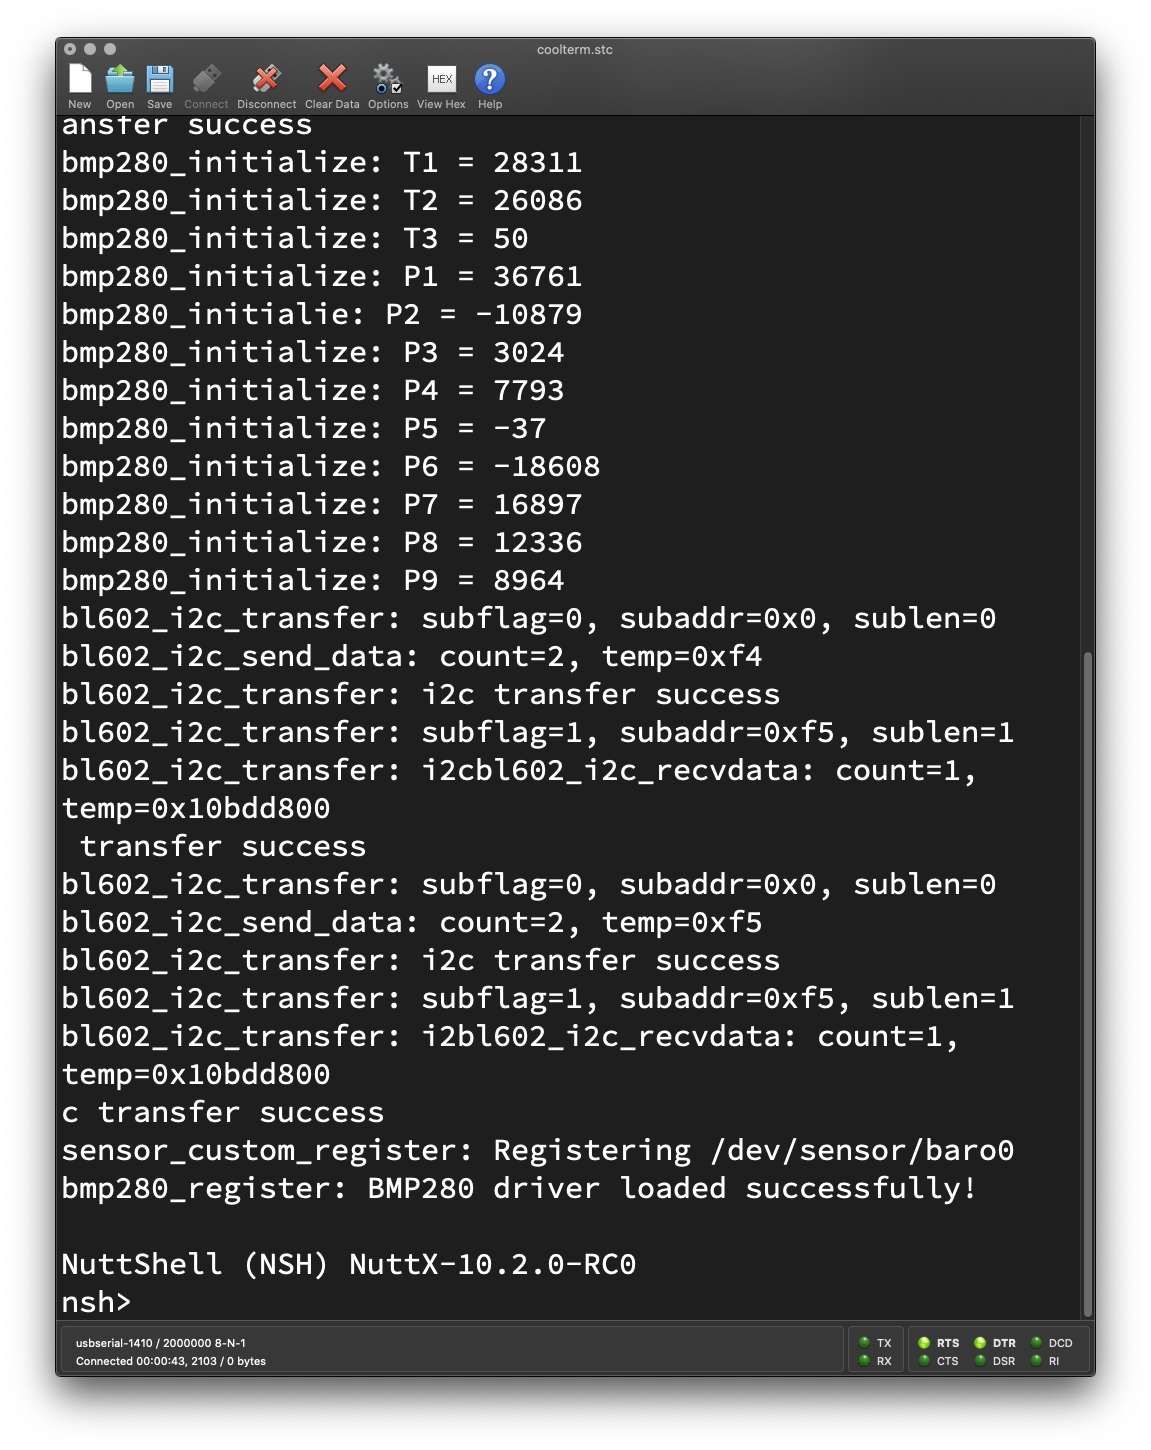 coolterm.stc
New Open Save Connect Disconnect Clear Data Options HEX View Hex ? Help
ansfer success
bmp280_initialize: T1 = 28311
bmp280_initialize: T2 = 26086
bmp280_initialize: T3 = 50
bmp280_initialize: P1 = 36761
bmp280_initialie: P2 = -10879
bmp280_initialize: P3 = 3024
bmp280_initialize: P4 = 7793
bmp280_initialize: P5 = -37
bmp280_initialize: P6 = -18608
bmp280_initialize: P7 = 16897
bmp280_initialize: P8 = 12336
bmp280_initialize: P9 = 8964
bl602_i2c_transfer: subflag=0, subaddr=0x0, sublen=0
bl602_i2c_send_data: count=2, temp=0xf4
bl602_i2c_transfer: i2c transfer success
bl602_i2c_transfer: subflag=1, subaddr=0xf5, sublen=1
bl602_i2c_transfer: i2cbl602_i2c_recvdata: count=1,
temp=0x10bdd800
 transfer success
bl602_i2c_transfer: subflag=0, subaddr=0x0, sublen=0
bl602_i2c_send_data: count=2, temp=0xf5
bl602_i2c_transfer: i2c transfer success
bl602_i2c_transfer: subflag=1, subaddr=0xf5, sublen=1
bl602_i2c_transfer: i2bl602_i2c_recvdata: count=1,
temp=0x10bdd800
c transfer success
sensor_custom_register: Registering /dev/sensor/baro0
bmp280_register: BMP280 driver loaded successfully!

NuttShell (NSH) NuttX-10.2.0-RC0
nsh>
usbserial-1410 / 2000000 8-N-1 TX RTS DTR DCD
Connected 00:00:43, 2103 / 0 bytes RX CTS DSR RI